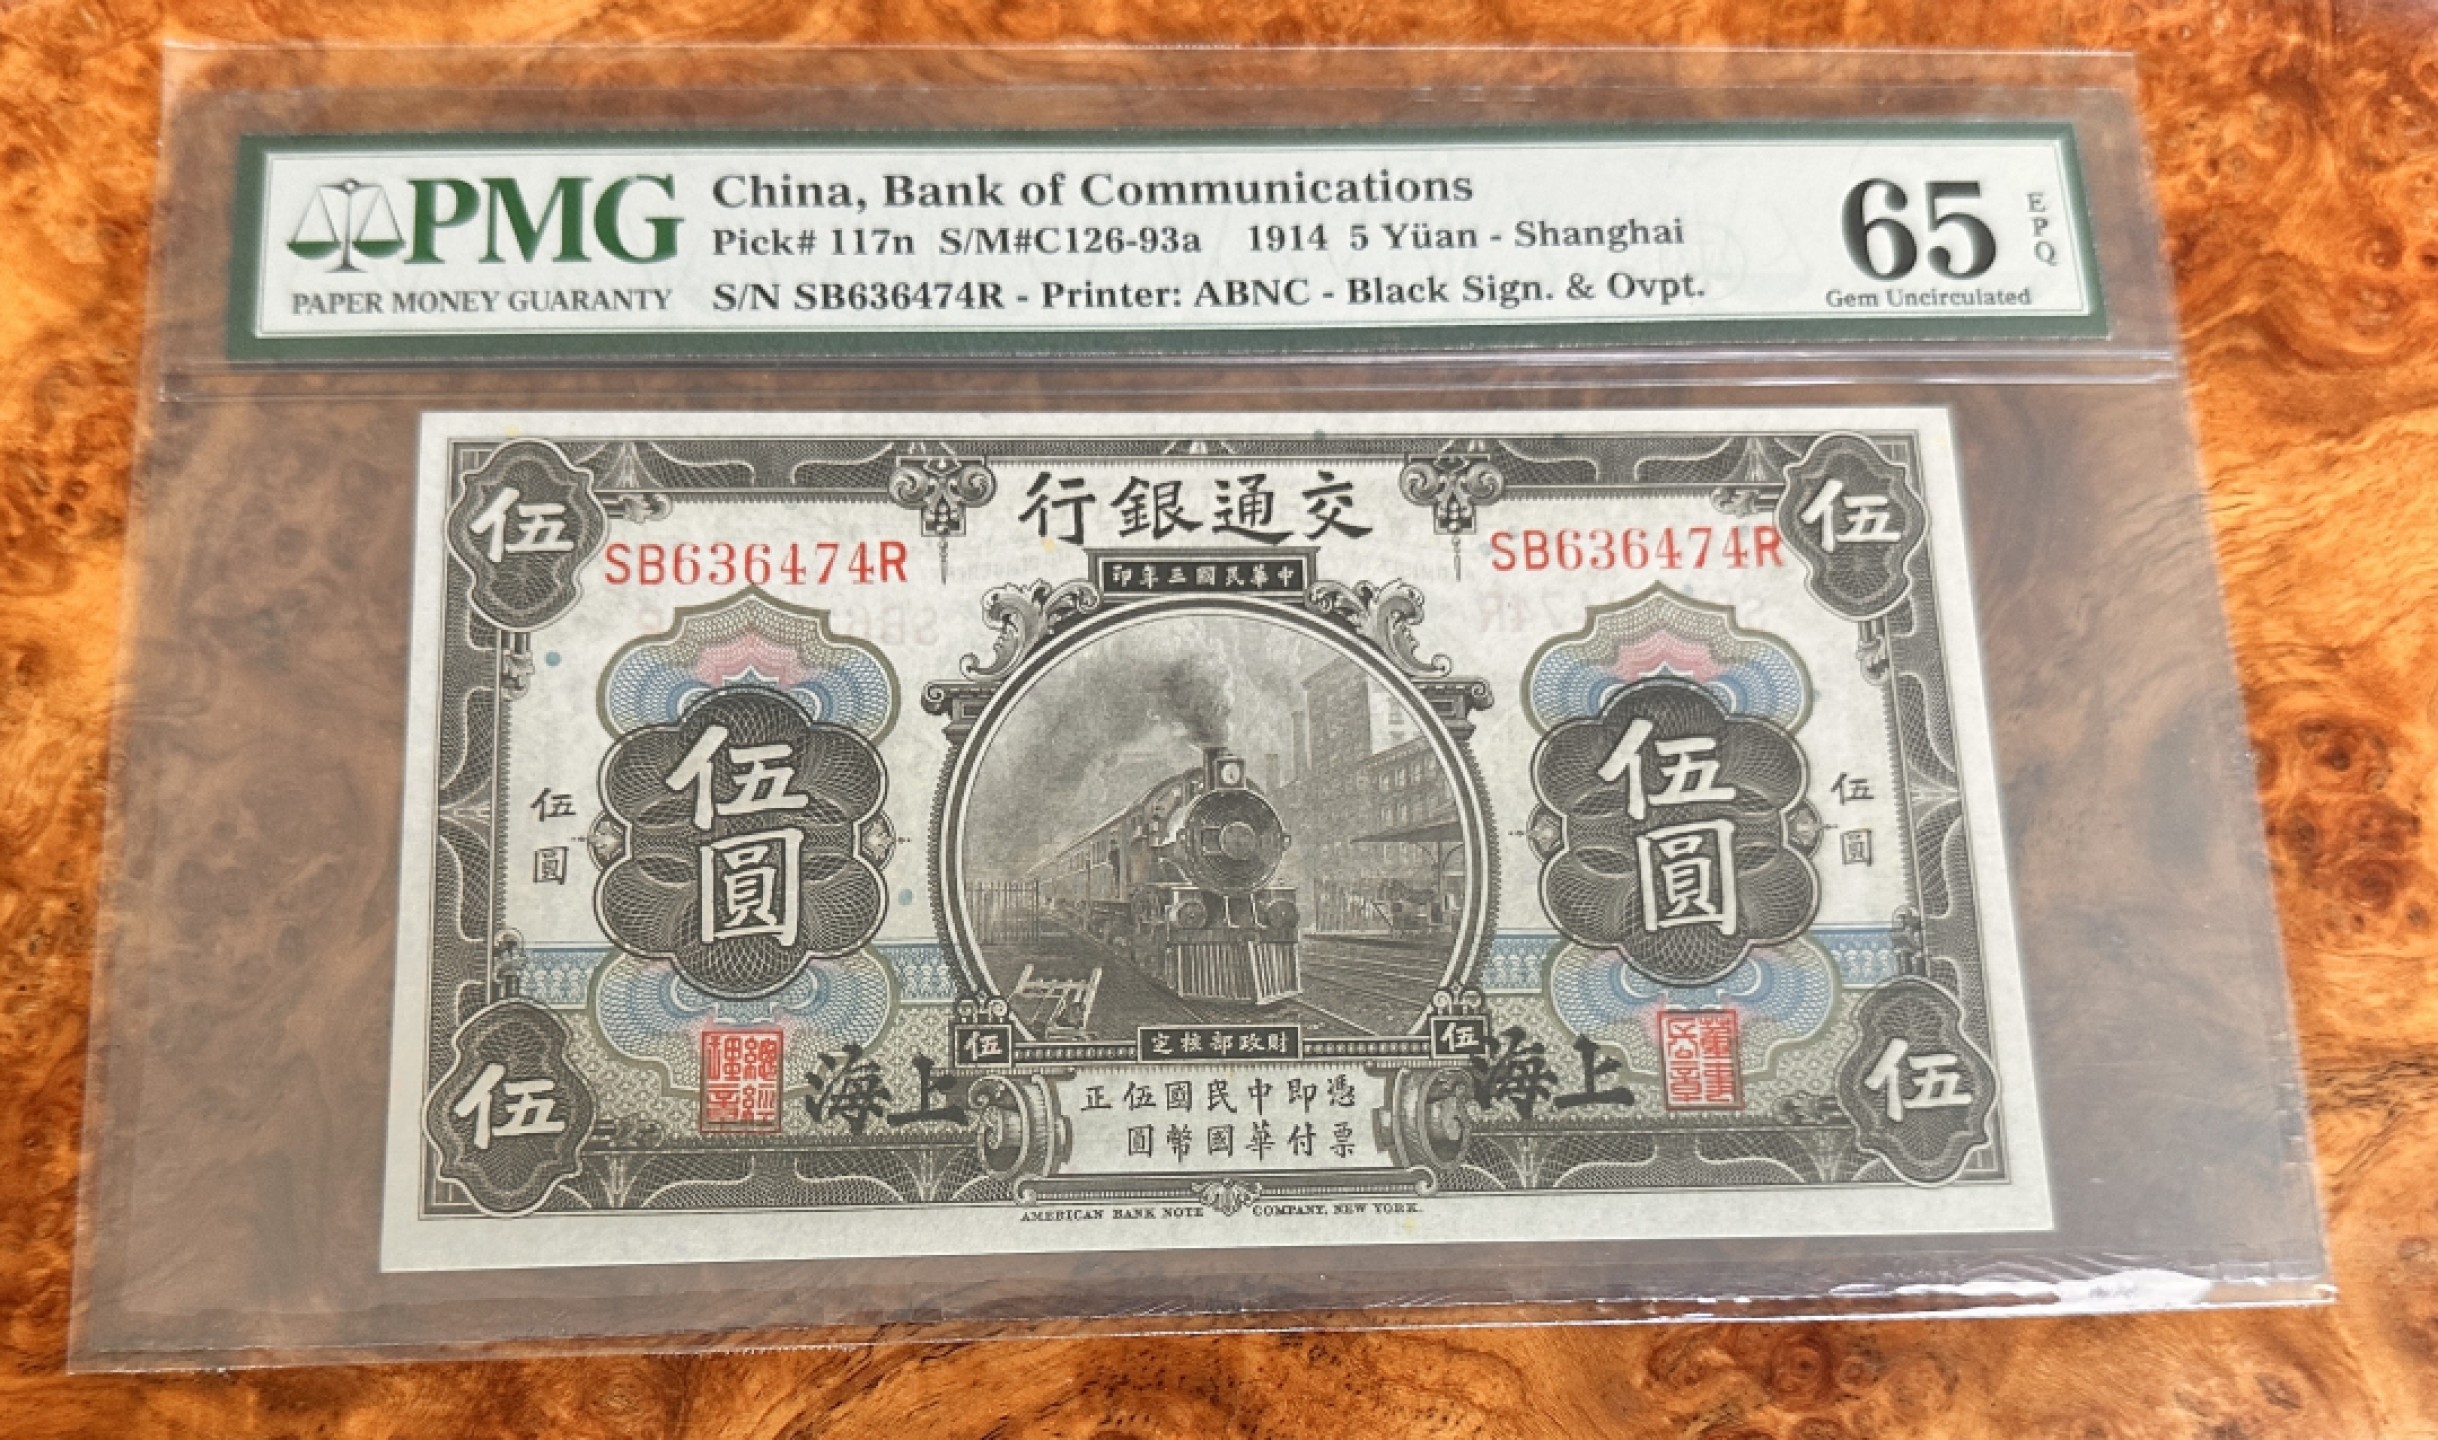 PMG
PAPER MONEY GUARANTY
China, Bank of Communications
Pick# 117n S/M#C126-93a 1914 5 Yüan - Shanghai
S/N SB636474R - Printer: ABNC - Black Sign. & Ovpt.
65
EPQ
Gem Uncirculated
伍
交通銀行
伍
SB636474R
SB636474R
中華民國三年印
伍圓
伍圓
伍圓
伍圓
伍
財政部核定
伍
總經理章
上海
上海
伍
憑票即付中華民國國幣伍圓正
伍
AMERICAN BANK NOTE COMPANY, NEW YORK.